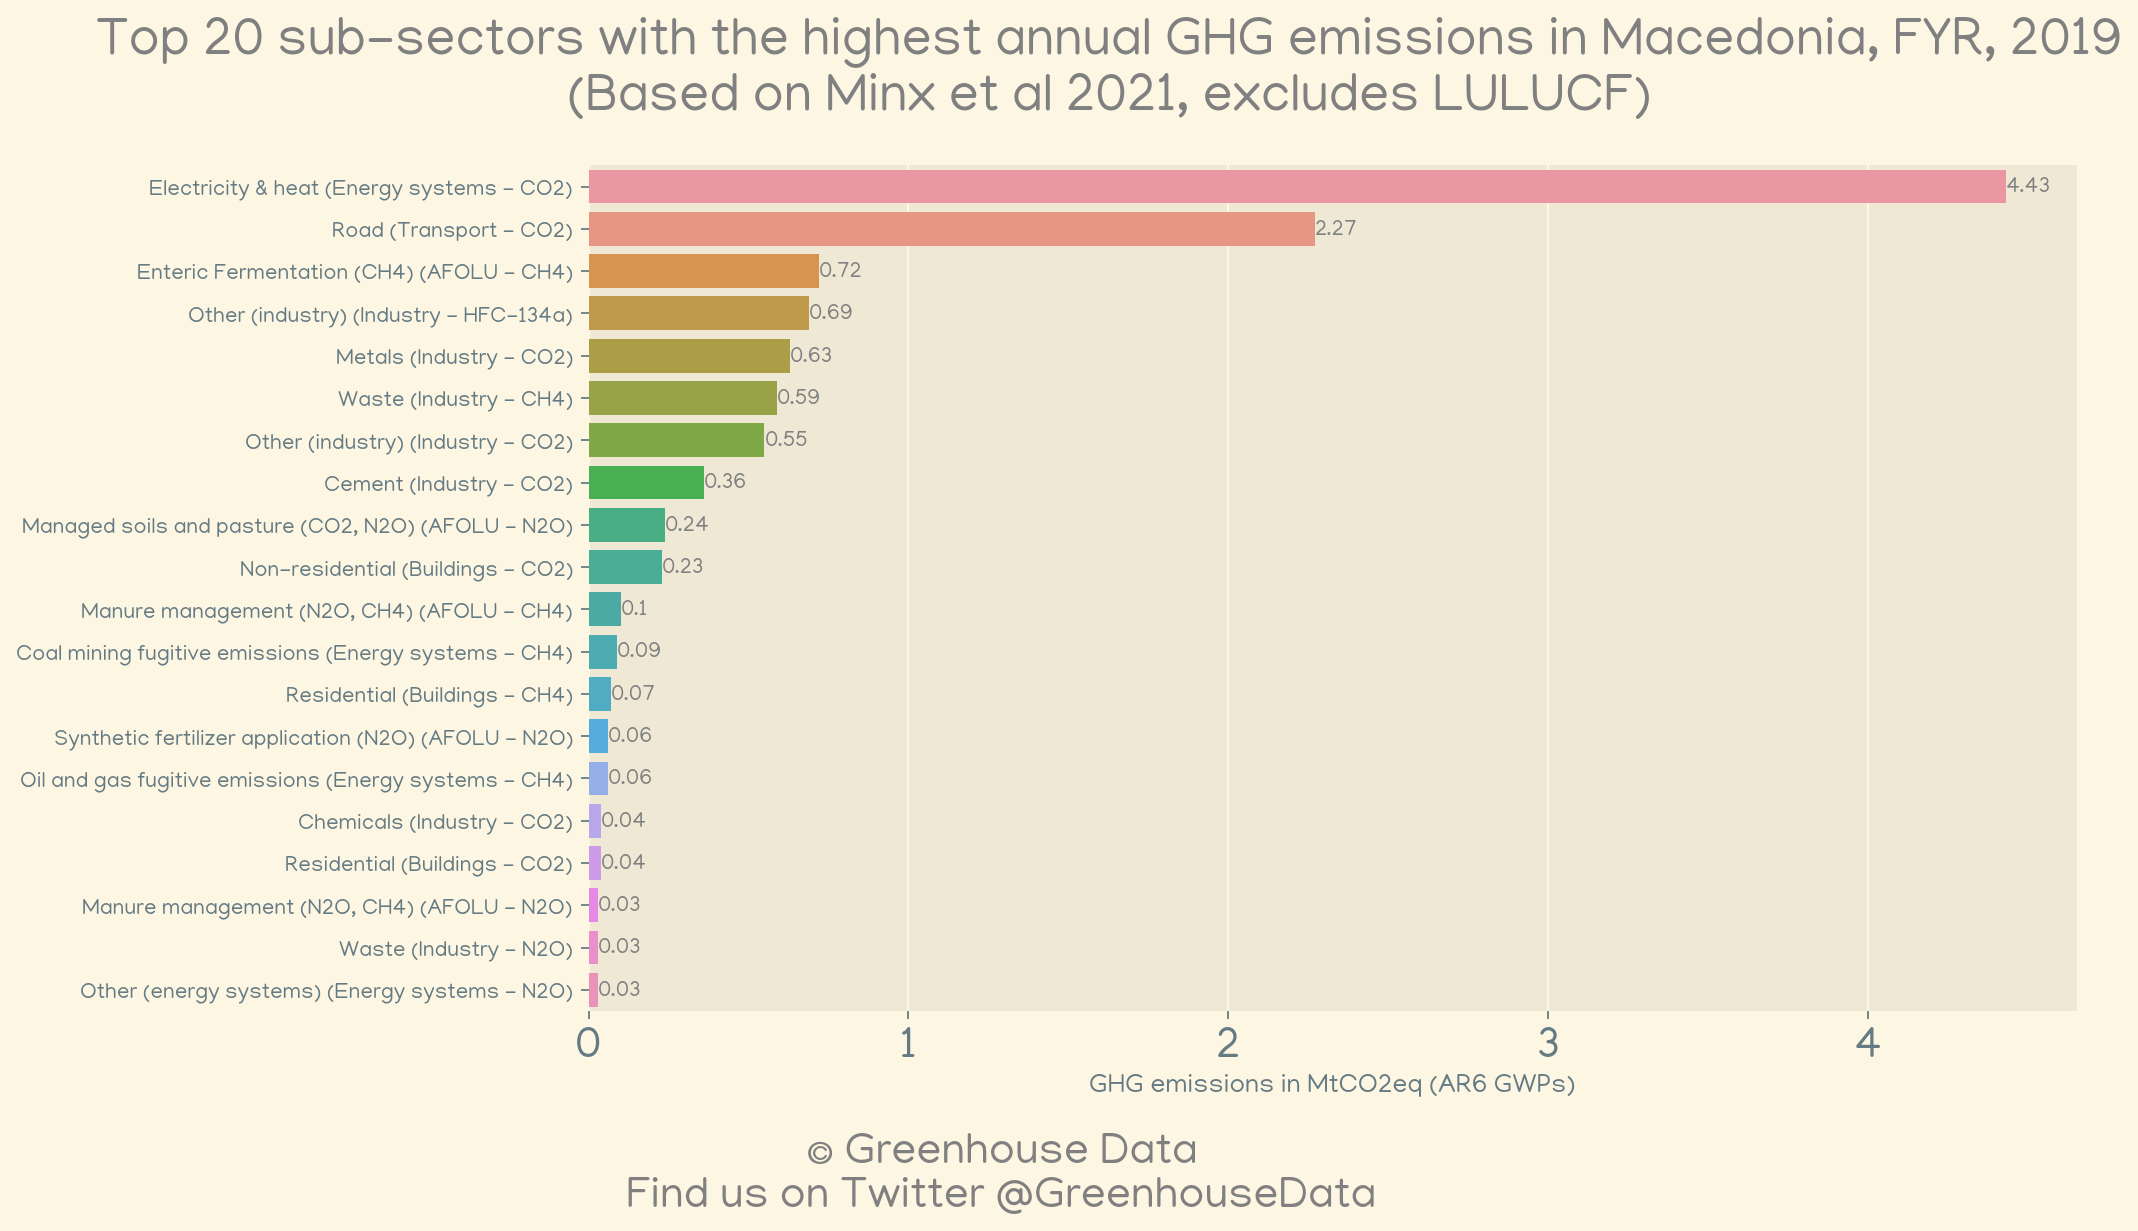 Top 20 sub-sectors with the highest annual GHG emissions in Macedonia, FYR, 2019
(Based on Minx et al 2021, excludes LULUCF)
Electricity & heat (Energy systems - CO2) 4.43
Road (Transport - CO2) 2.27
Enteric Fermentation (CH4) (AFOLU - CH4) 0.72
Other (industry) (Industry - HFC-134a) 0.69
Metals (Industry - CO2) 0.63
Waste (Industry - CH4) 0.59
Other (industry) (Industry - CO2) 0.55
Cement (Industry - CO2) 0.36
Managed soils and pasture (CO2, N2O) (AFOLU - N2O) 0.24
Non-residential (Buildings - CO2) 0.23
Manure management (N2O, CH4) (AFOLU - CH4) 0.1
Coal mining fugitive emissions (Energy systems - CH4) 0.09
Residential (Buildings - CH4) 0.07
Synthetic fertilizer application (N2O) (AFOLU - N2O) 0.06
Oil and gas fugitive emissions (Energy systems - CH4) 0.06
Chemicals (Industry - CO2) 0.04
Residential (Buildings - CO2) 0.04
Manure management (N2O, CH4) (AFOLU - N2O) 0.03
Waste (Industry - N2O) 0.03
Other (energy systems) (Energy systems - N2O) 0.03
0 1 2 3 4
GHG emissions in MtCO2eq (AR6 GWPs)
© Greenhouse Data
Find us on Twitter @GreenhouseData